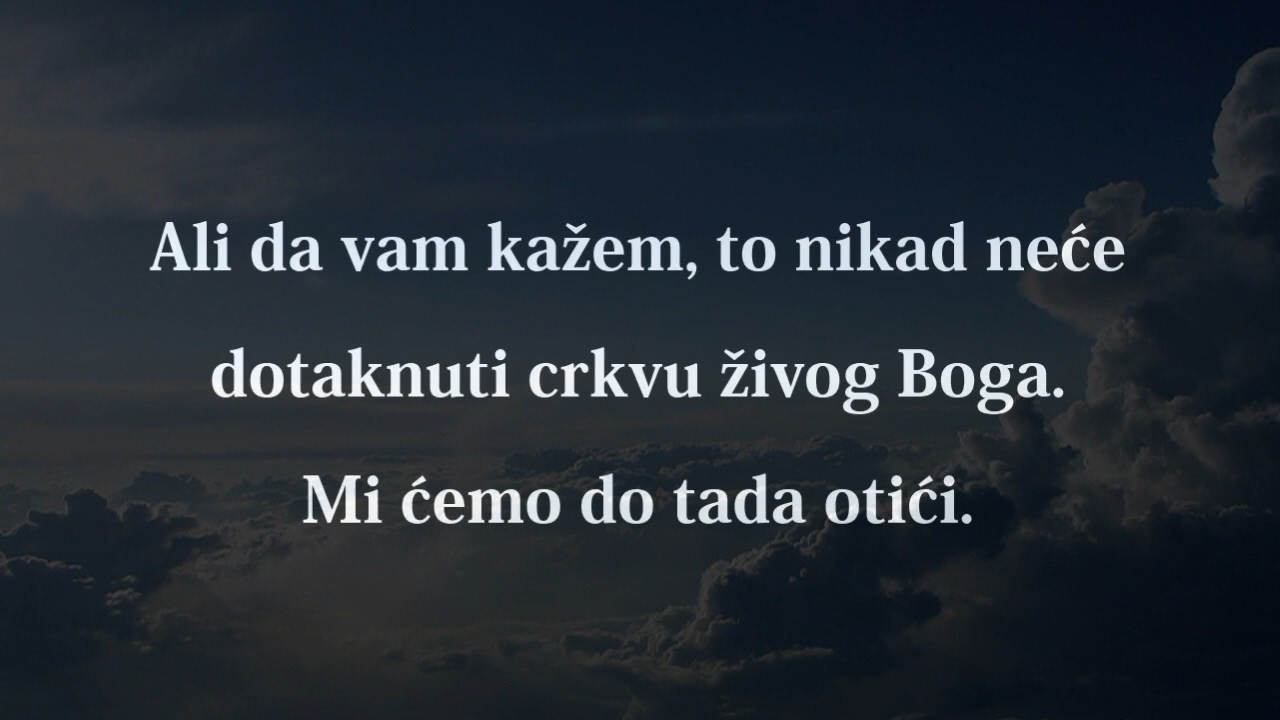 Ali da vam kažem, to nikad neće
dotaknuti crkvu živog Boga.
Mi ćemo do tada otići.